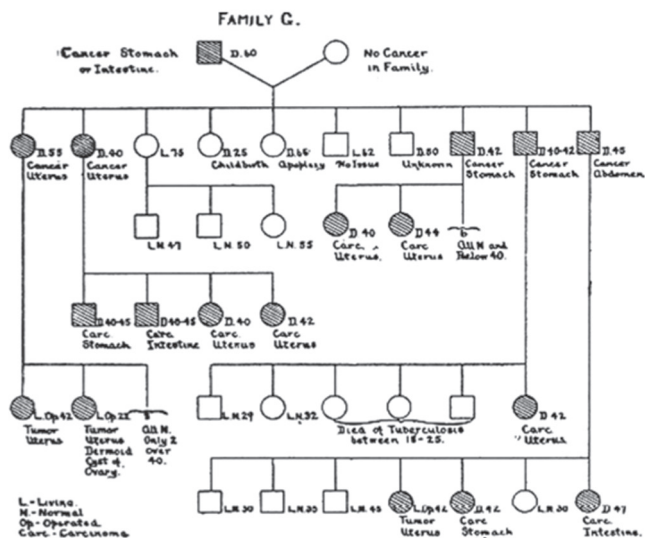 FAMILY G.
Cancer Stomach
or Intestine.
D.60
No Cancer
in Family.
D.55
Cancer
Uterus
D.40
Cancer
Uterus
L.75
D.25
Childbirth
D.66
Apoplexy
L.62
No Issue
D.50
Unknown
D.42
Cancer
Stomach
D.40-42
Cancer
Stomach
D.45
Cancer
Abdomen
L.N.47
L.N.50
L.N.55
D.40
Carc.
Uterus.
D.44
Carc
Uterus
6
All N and
Below 40.
D.40-45
Carc
Stomach
D.40-45
Carc
Intestine
D.40
Carc
Uterus
D.42
Carc
Uterus
L.Op.42
Tumor
Uterus
L.Op.22
Tumor
Uterus
Dermoid
Cyst of
Ovary.
All N.
Only 2
over
40.
L.N.29
L.N.32
Died of Tuberculosis
between 18-25.
D.42
Carc
Uterus
L.N.30
L.N.35
L.N.45
L.Op.42
Tumor
Uterus
D.42
Carc
Stomach
L.N.30
D.47
Carc
Intestine.
L-Living.
N-Normal
Op-Operated
Carc-Carcinoma